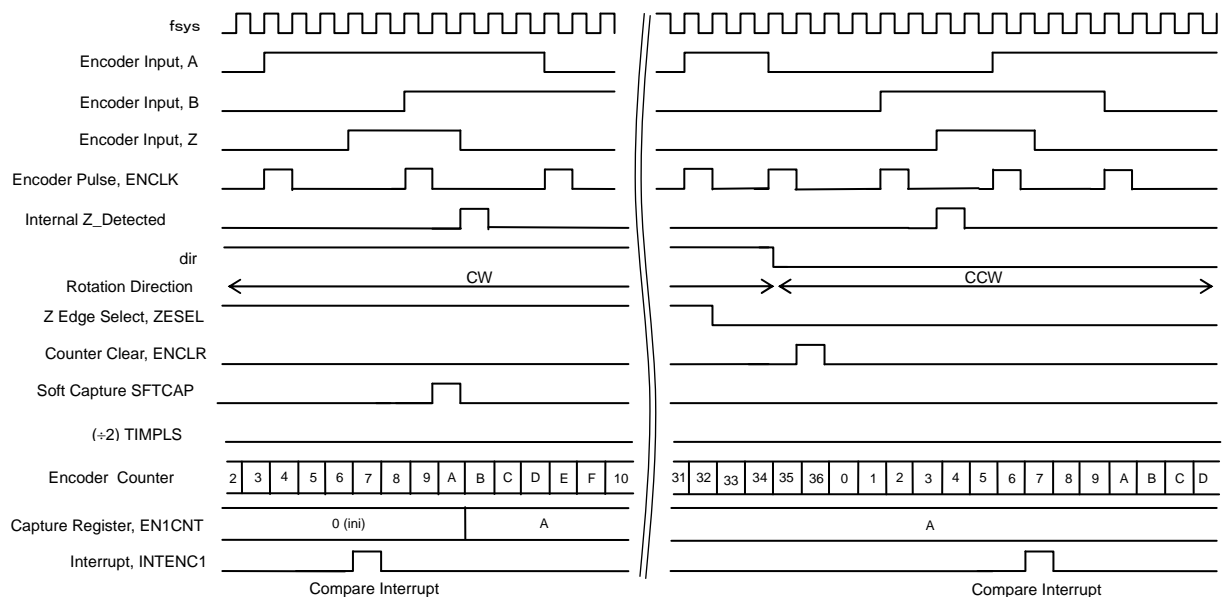 fsys
Encoder Input, A
Encoder Input, B
Encoder Input, Z
Encoder Pulse, ENCLK
Internal Z_Detected
dir
Rotation Direction CW CCW
Z Edge Select, ZESEL
Counter Clear, ENCLR
Soft Capture SFTCAP
(÷2) TIMPLS
Encoder Counter 2 3 4 5 6 7 8 9 A B C D E F 10 31 32 33 34 35 36 0 1 2 3 4 5 6 7 8 9 A B C D
Capture Register, EN1CNT 0 (ini) A A
Interrupt, INTENC1
Compare Interrupt Compare Interrupt